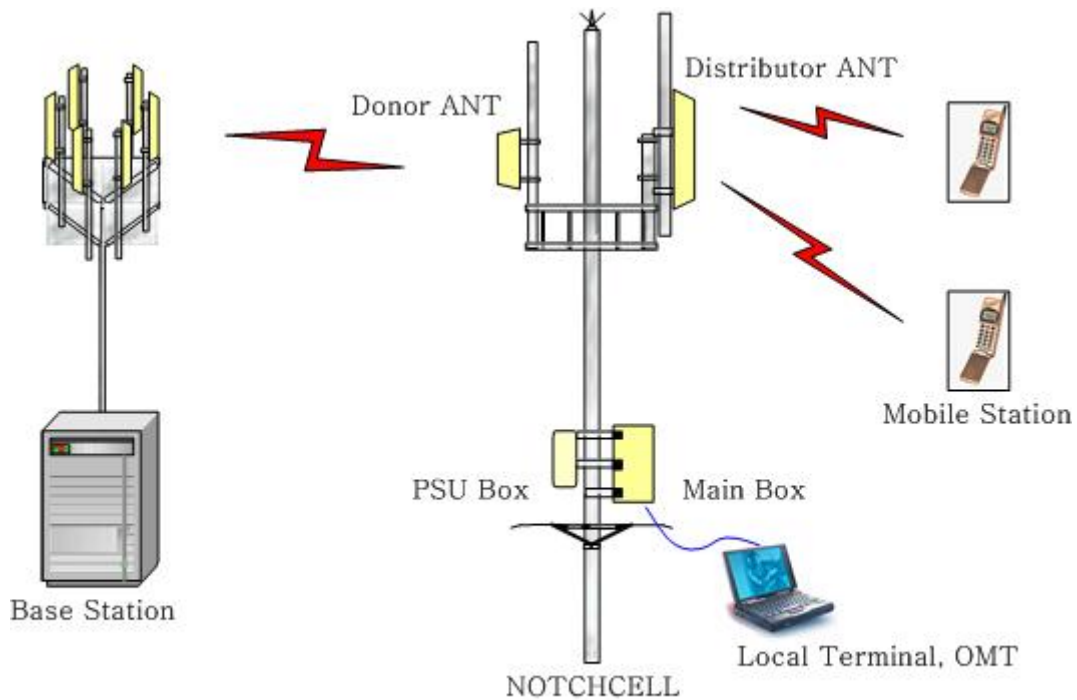 Distributor ANT
Donor ANT
Mobile Station
PSU Box
Main Box
Base Station
Local Terminal, OMT
NOTCHCELL